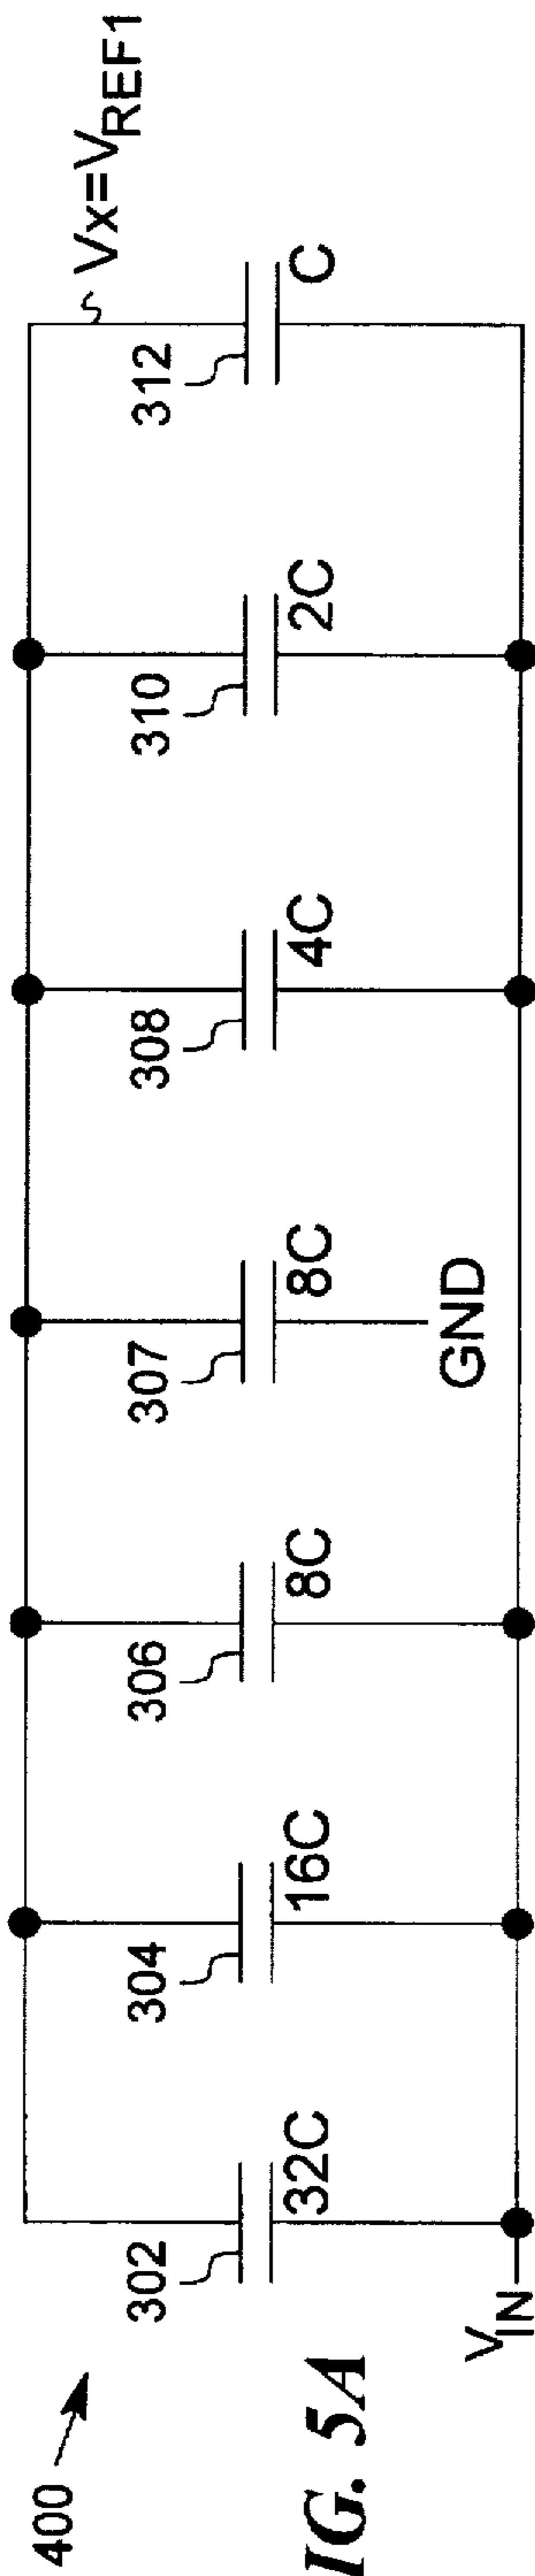 400
302
32C
304
16C
306
8C
307
8C
GND
308
4C
310
2C
312
C
Vx=VREF1
VIN
IG. 5A